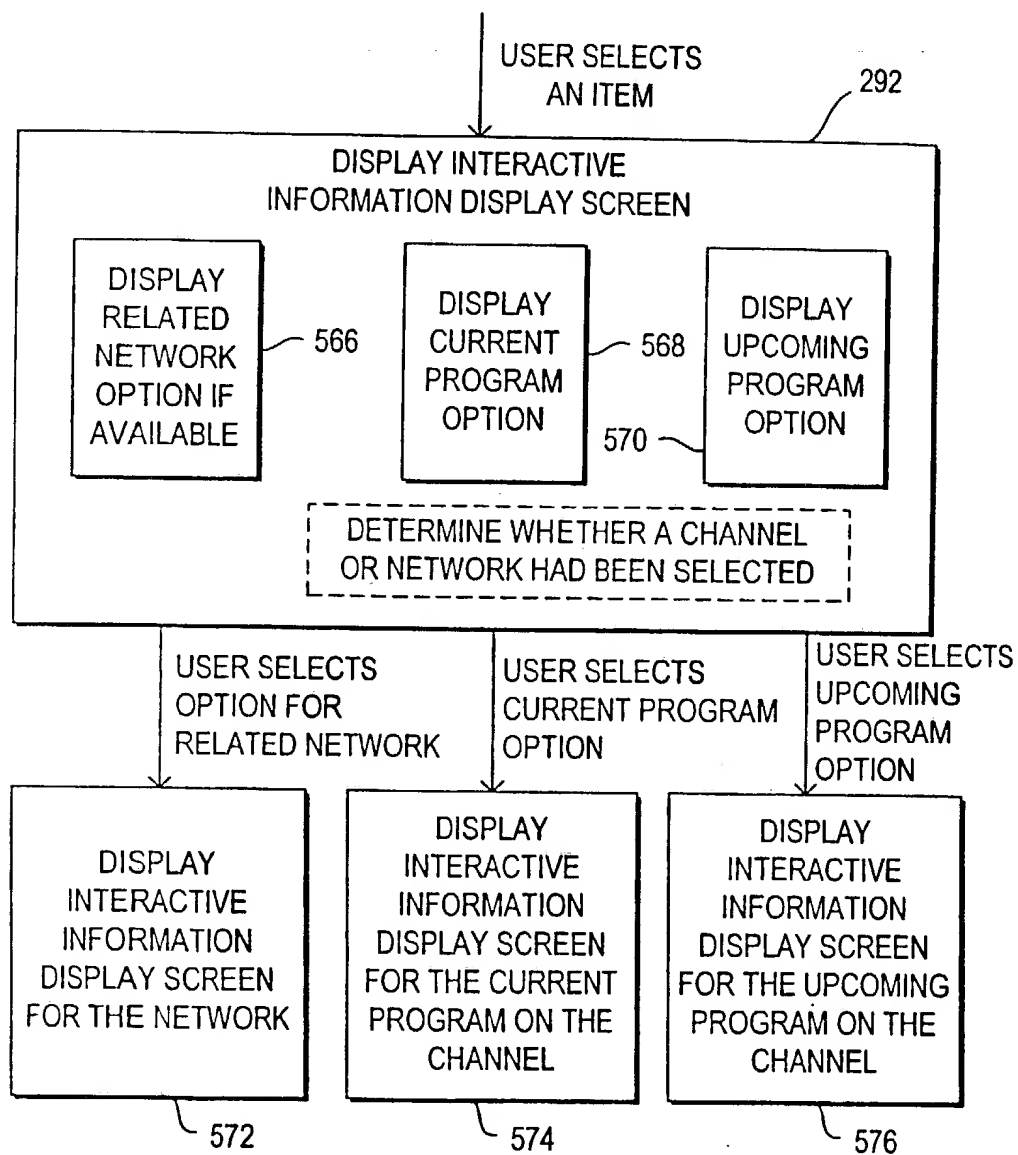 USER SELECTS
AN ITEM
292
DISPLAY INTERACTIVE
INFORMATION DISPLAY SCREEN
DISPLAY
RELATED
NETWORK
OPTION IF
AVAILABLE
566
DISPLAY
CURRENT
PROGRAM
OPTION
568
DISPLAY
UPCOMING
PROGRAM
OPTION
570
DETERMINE WHETHER A CHANNEL
OR NETWORK HAD BEEN SELECTED
USER SELECTS
OPTION FOR
RELATED NETWORK
USER SELECTS
CURRENT PROGRAM
OPTION
USER SELECTS
UPCOMING
PROGRAM
OPTION
DISPLAY
INTERACTIVE
INFORMATION
DISPLAY SCREEN
FOR THE NETWORK
572
DISPLAY
INTERACTIVE
INFORMATION
DISPLAY SCREEN
FOR THE CURRENT
PROGRAM ON THE
CHANNEL
574
DISPLAY
INTERACTIVE
INFORMATION
DISPLAY SCREEN
FOR THE UPCOMING
PROGRAM ON THE
CHANNEL
576